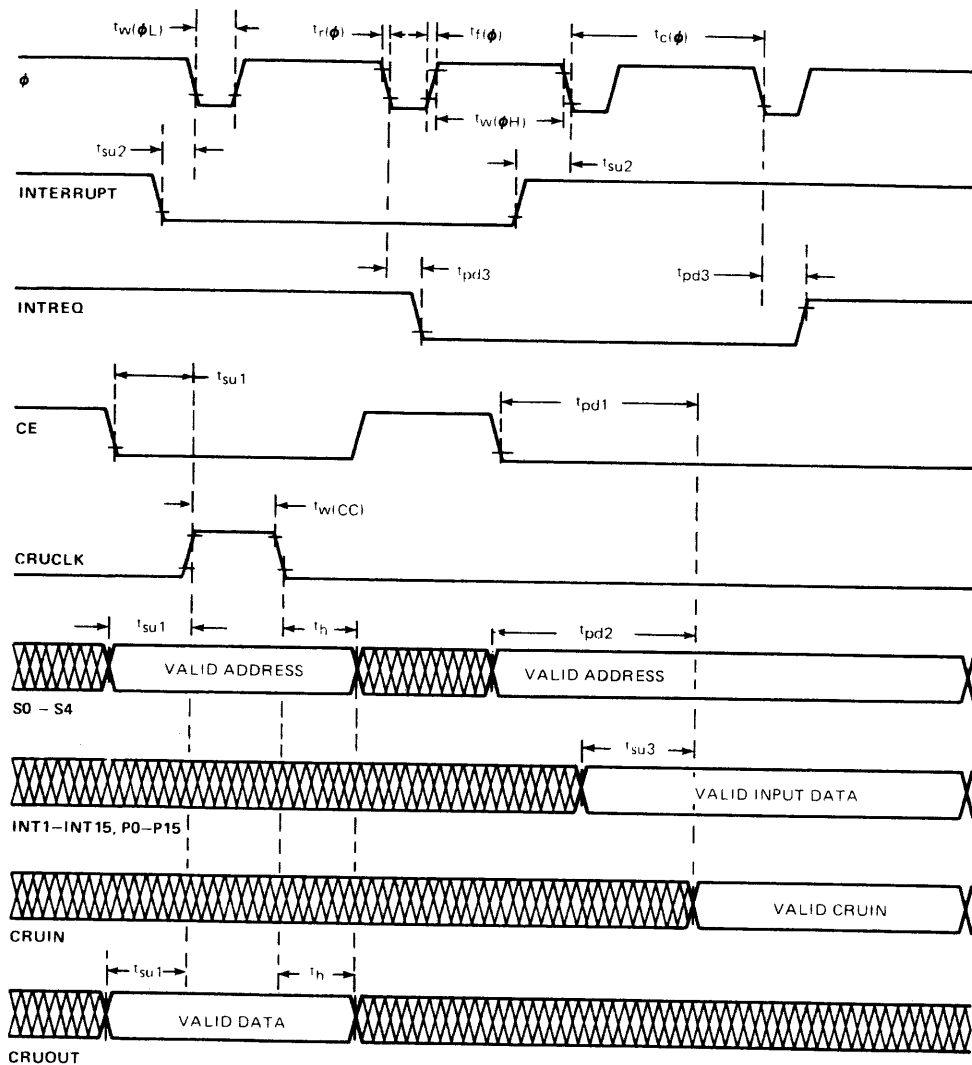 tw(ϕL)
tr(ϕ)
tf(ϕ)
tc(ϕ)
ϕ
tw(ϕH)
tsu2
tsu2
INTERRUPT
tpd3
tpd3
INTREQ
tsu1
tpd1
CE
tw(CC)
CRUCLK
tsu1
th
tpd2
VALID ADDRESS
VALID ADDRESS
S0 – S4
tsu3
VALID INPUT DATA
INT1–INT15, P0–P15
VALID CRUIN
CRUIN
tsu1
th
VALID DATA
CRUOUT